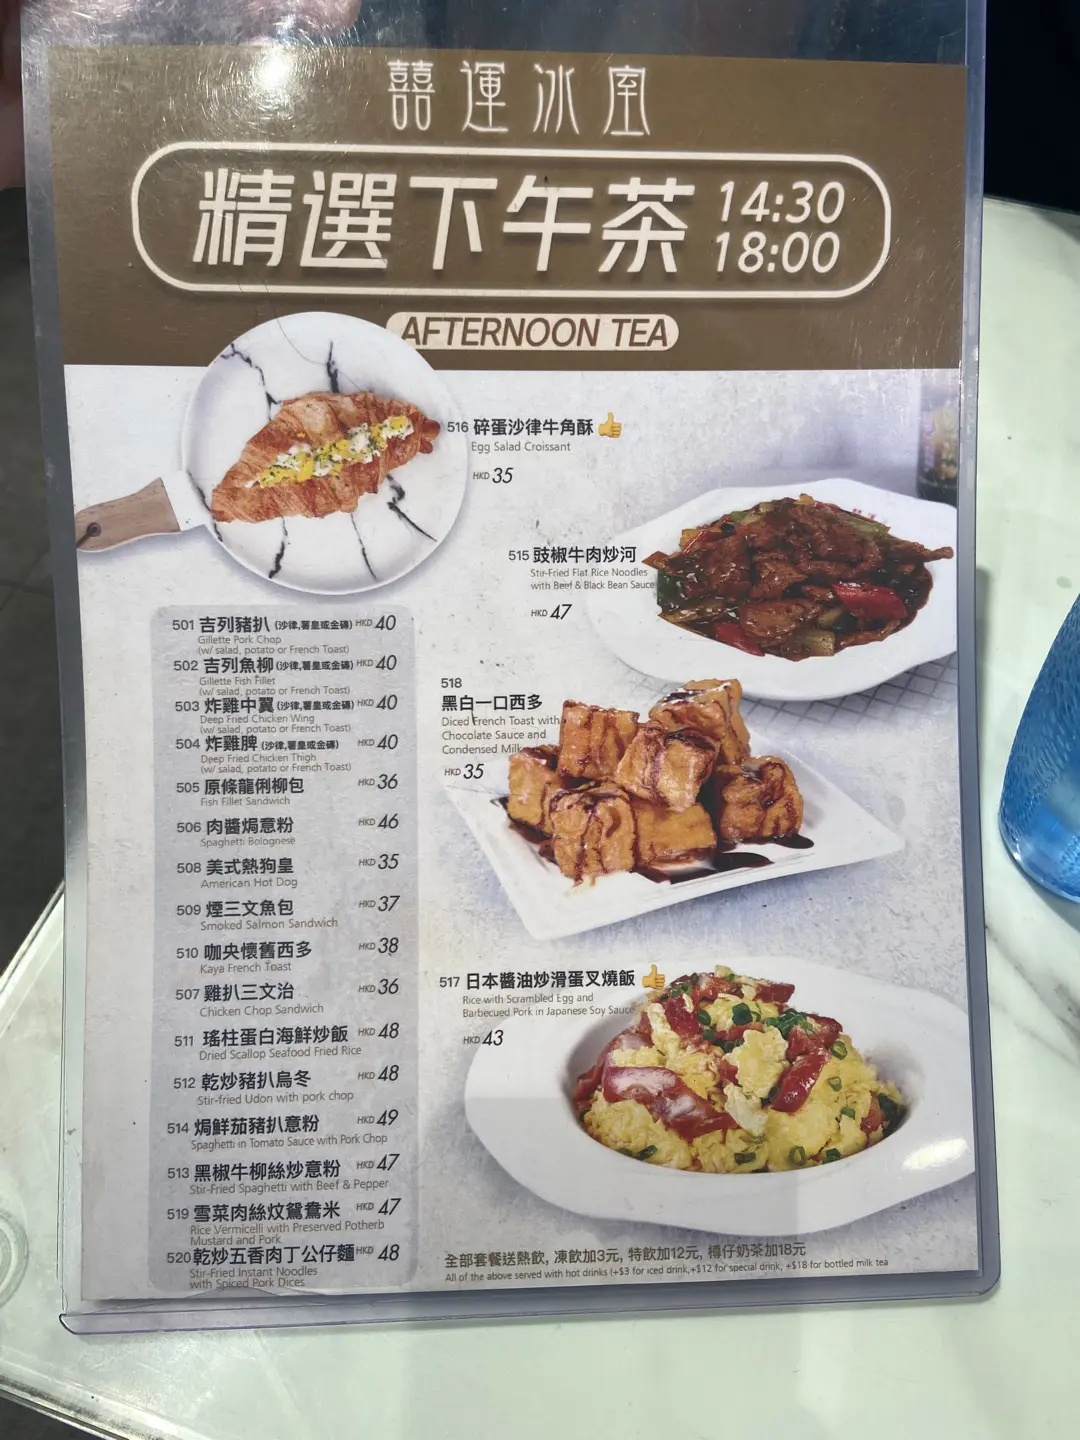 囍運冰室
精選下午茶 14:30
18:00
AFTERNOON TEA
516 碎蛋沙律牛角酥
Egg Salad Croissant
HKD 35
515 豉椒牛肉炒河
Stir-Fried Flat Rice Noodles
with Beef & Black Bean Sauce
HKD 47
518
黑白一口西多
Diced French Toast with
Chocolate Sauce and
Condensed Milk
HKD 35
517 日本醬油炒滑蛋叉燒飯
Rice with Scrambled Egg and
Barbecued Pork in Japanese Soy Sauce
HKD 43
501 吉列豬扒 (沙律,薯皇或金磚) HKD 40
Gillette Pork Chop
(w/ salad, potato or French Toast)
502 吉列魚柳 (沙律,薯皇或金磚) HKD 40
Gillette Fish Fillet
(w/ salad, potato or French Toast)
503 炸雞中翼 (沙律,薯皇或金磚) HKD 40
Deep Fried Chicken Wing
(w/ salad, potato or French Toast)
504 炸雞脾 (沙律,薯皇或金磚) HKD 40
Deep Fried Chicken Thigh
(w/ salad, potato or French Toast)
505 原條龍脷柳包 HKD 36
Fish Fillet Sandwich
506 肉醬焗意粉 HKD 46
Spaghetti Bolognese
508 美式熱狗皇 HKD 35
American Hot Dog
509 煙三文魚包 HKD 37
Smoked Salmon Sandwich
510 咖央懷舊西多 HKD 38
Kaya French Toast
507 雞扒三文治 HKD 36
Chicken Chop Sandwich
511 瑤柱蛋白海鮮炒飯 HKD 48
Dried Scallop Seafood Fried Rice
512 乾炒豬扒烏冬 HKD 48
Stir-fried Udon with pork chop
514 焗鮮茄豬扒意粉 HKD 49
Spaghetti in Tomato Sauce with Pork Chop
513 黑椒牛柳絲炒意粉 HKD 47
Stir-Fried Spaghetti with Beef & Pepper
519 雪菜肉絲炆鴛鴦米 HKD 47
Rice Vermicelli with Preserved Potherb
Mustard and Pork
520 乾炒五香肉丁公仔麵 HKD 48
Stir-Fried Instant Noodles
with Spiced Pork Dices
全部套餐送熱飲, 凍飲加3元, 特飲加12元, 樽仔奶茶加18元
All of the above served with hot drinks (+$3 for iced drink,+$12 for special drink, +$18 for bottled milk tea